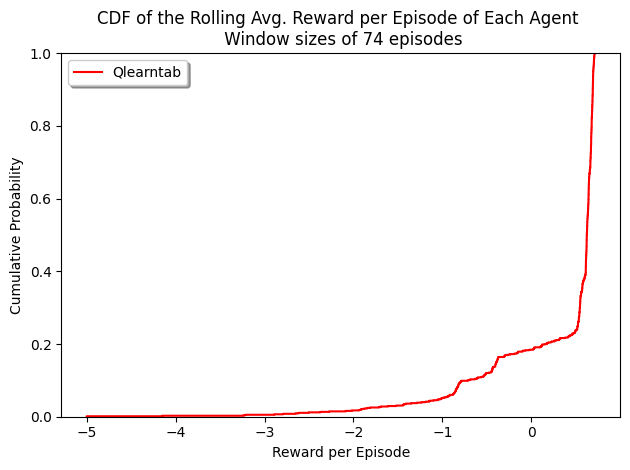 CDF of the Rolling Avg. Reward per Episode of Each Agent
Window sizes of 74 episodes
Qlearntab
1.0
0.8
0.6
0.4
0.2
0.0
Cumulative Probability
−5
−4
−3
−2
−1
0
Reward per Episode